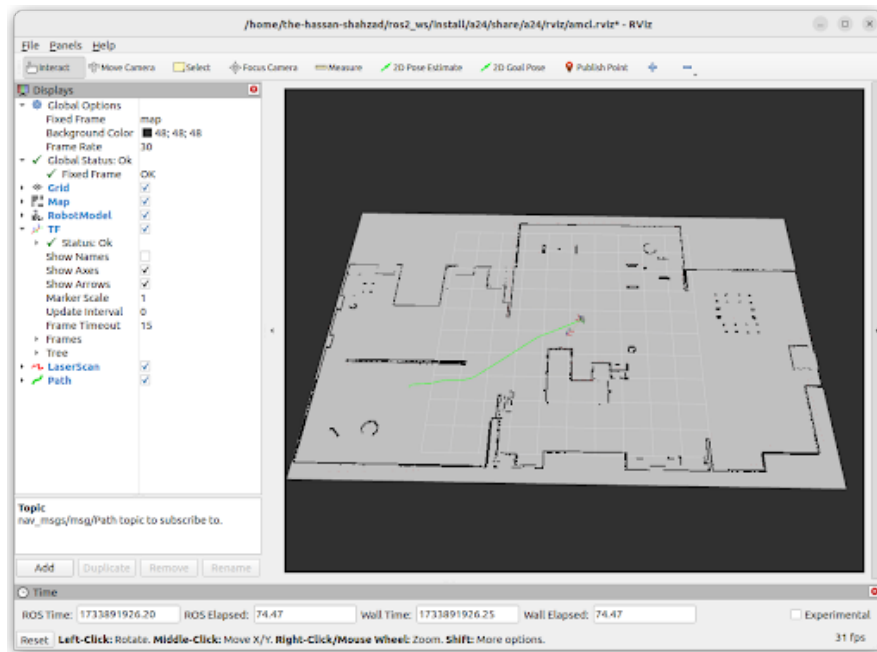 /home/the-hassan-shahzad/ros2_ws/install/a24/share/a24/rviz/amcl.rviz* - RViz
File Panels Help
Interact Move Camera Select Focus Camera Measure 2D Pose Estimate 2D Goal Pose Publish Point
Displays
Global Options
Fixed Frame map
Background Color 48; 48; 48
Frame Rate 30
Global Status: Ok
Fixed Frame OK
Grid
Map
RobotModel
TF
Status: Ok
Show Names
Show Axes
Show Arrows
Marker Scale 1
Update Interval 0
Frame Timeout 15
Frames
Tree
LaserScan
Path
Topic
nav_msgs/msg/Path topic to subscribe to.
Add Duplicate Remove Rename
Time
ROS Time: 1733891926.20 ROS Elapsed: 74.47 Wall Time: 1733891926.25 Wall Elapsed: 74.47 Experimental
Reset Left-Click: Rotate. Middle-Click: Move X/Y. Right-Click/Mouse Wheel: Zoom. Shift: More options. 31 fps